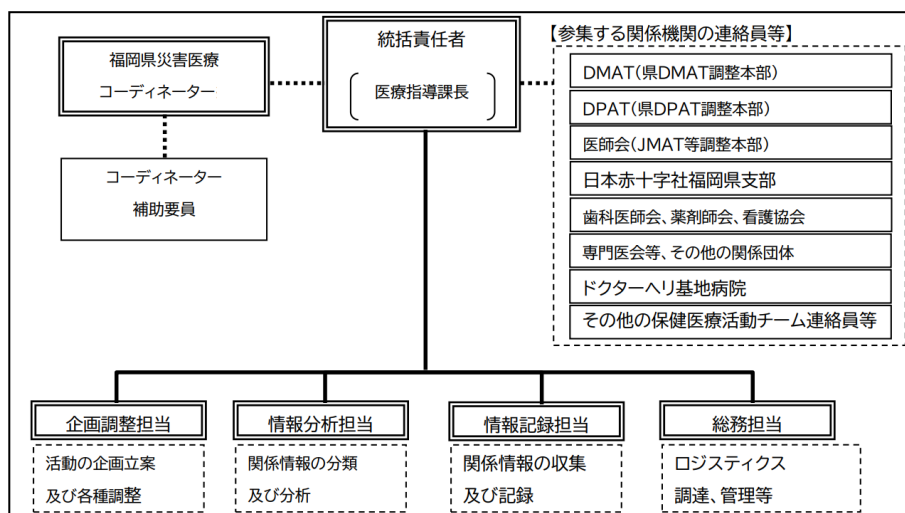 福岡県災害医療
コーディネーター
コーディネーター
補助要員
統括責任者
医療指導課長
【参集する関係機関の連絡員等】
DMAT(県DMAT調整本部)
DPAT(県DPAT調整本部)
医師会(JMAT等調整本部)
日本赤十字社福岡県支部
歯科医師会、薬剤師会、看護協会
専門医会等、その他の関係団体
ドクターヘリ基地病院
その他の保健医療活動チーム連絡員等
企画調整担当
活動の企画立案
及び各種調整
情報分析担当
関係情報の分類
及び分析
情報記録担当
関係情報の収集
及び記録
総務担当
ロジスティクス
調達、管理等